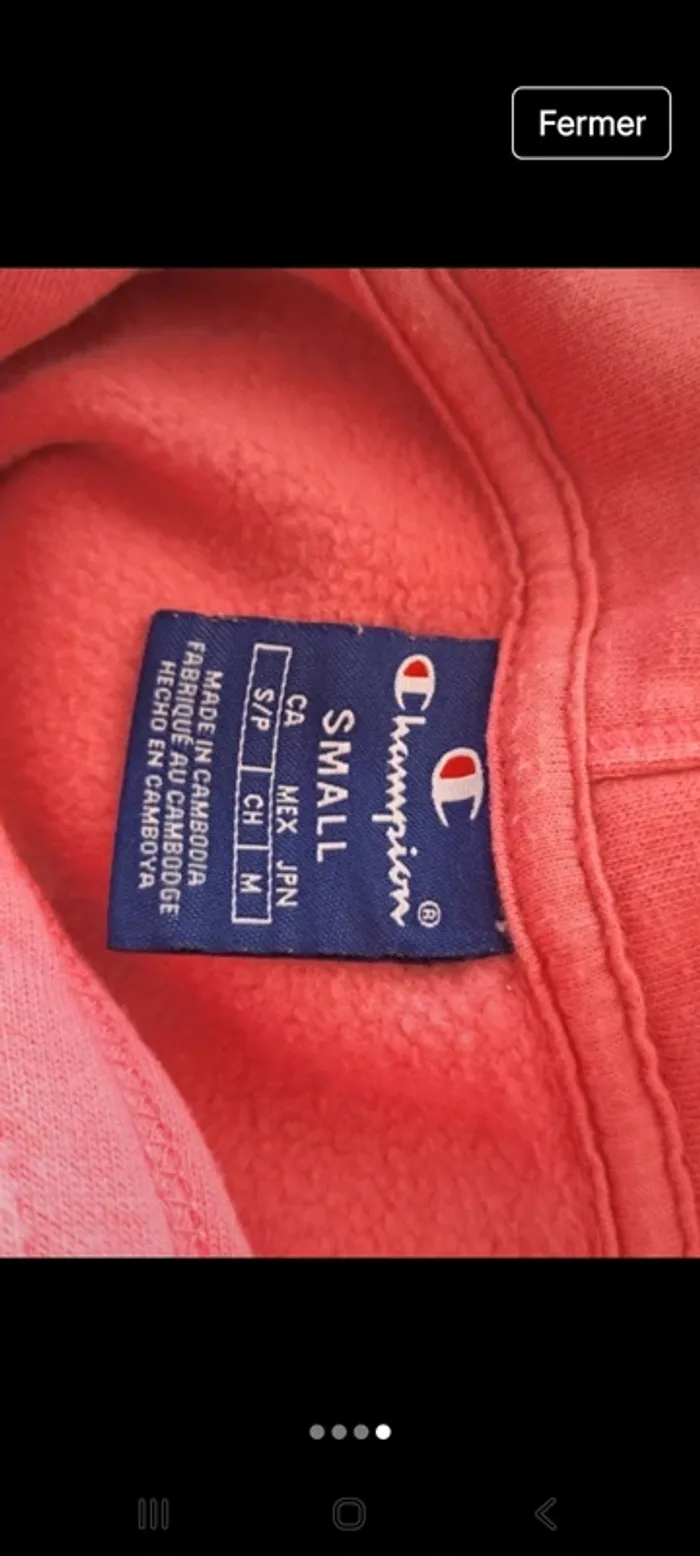 Fermer
Champion®
SMALL
CA MEX JPN
S/P CH M
MADE IN CAMBODIA
FABRIQUÉ AU CAMBODGE
HECHO EN CAMBOYA